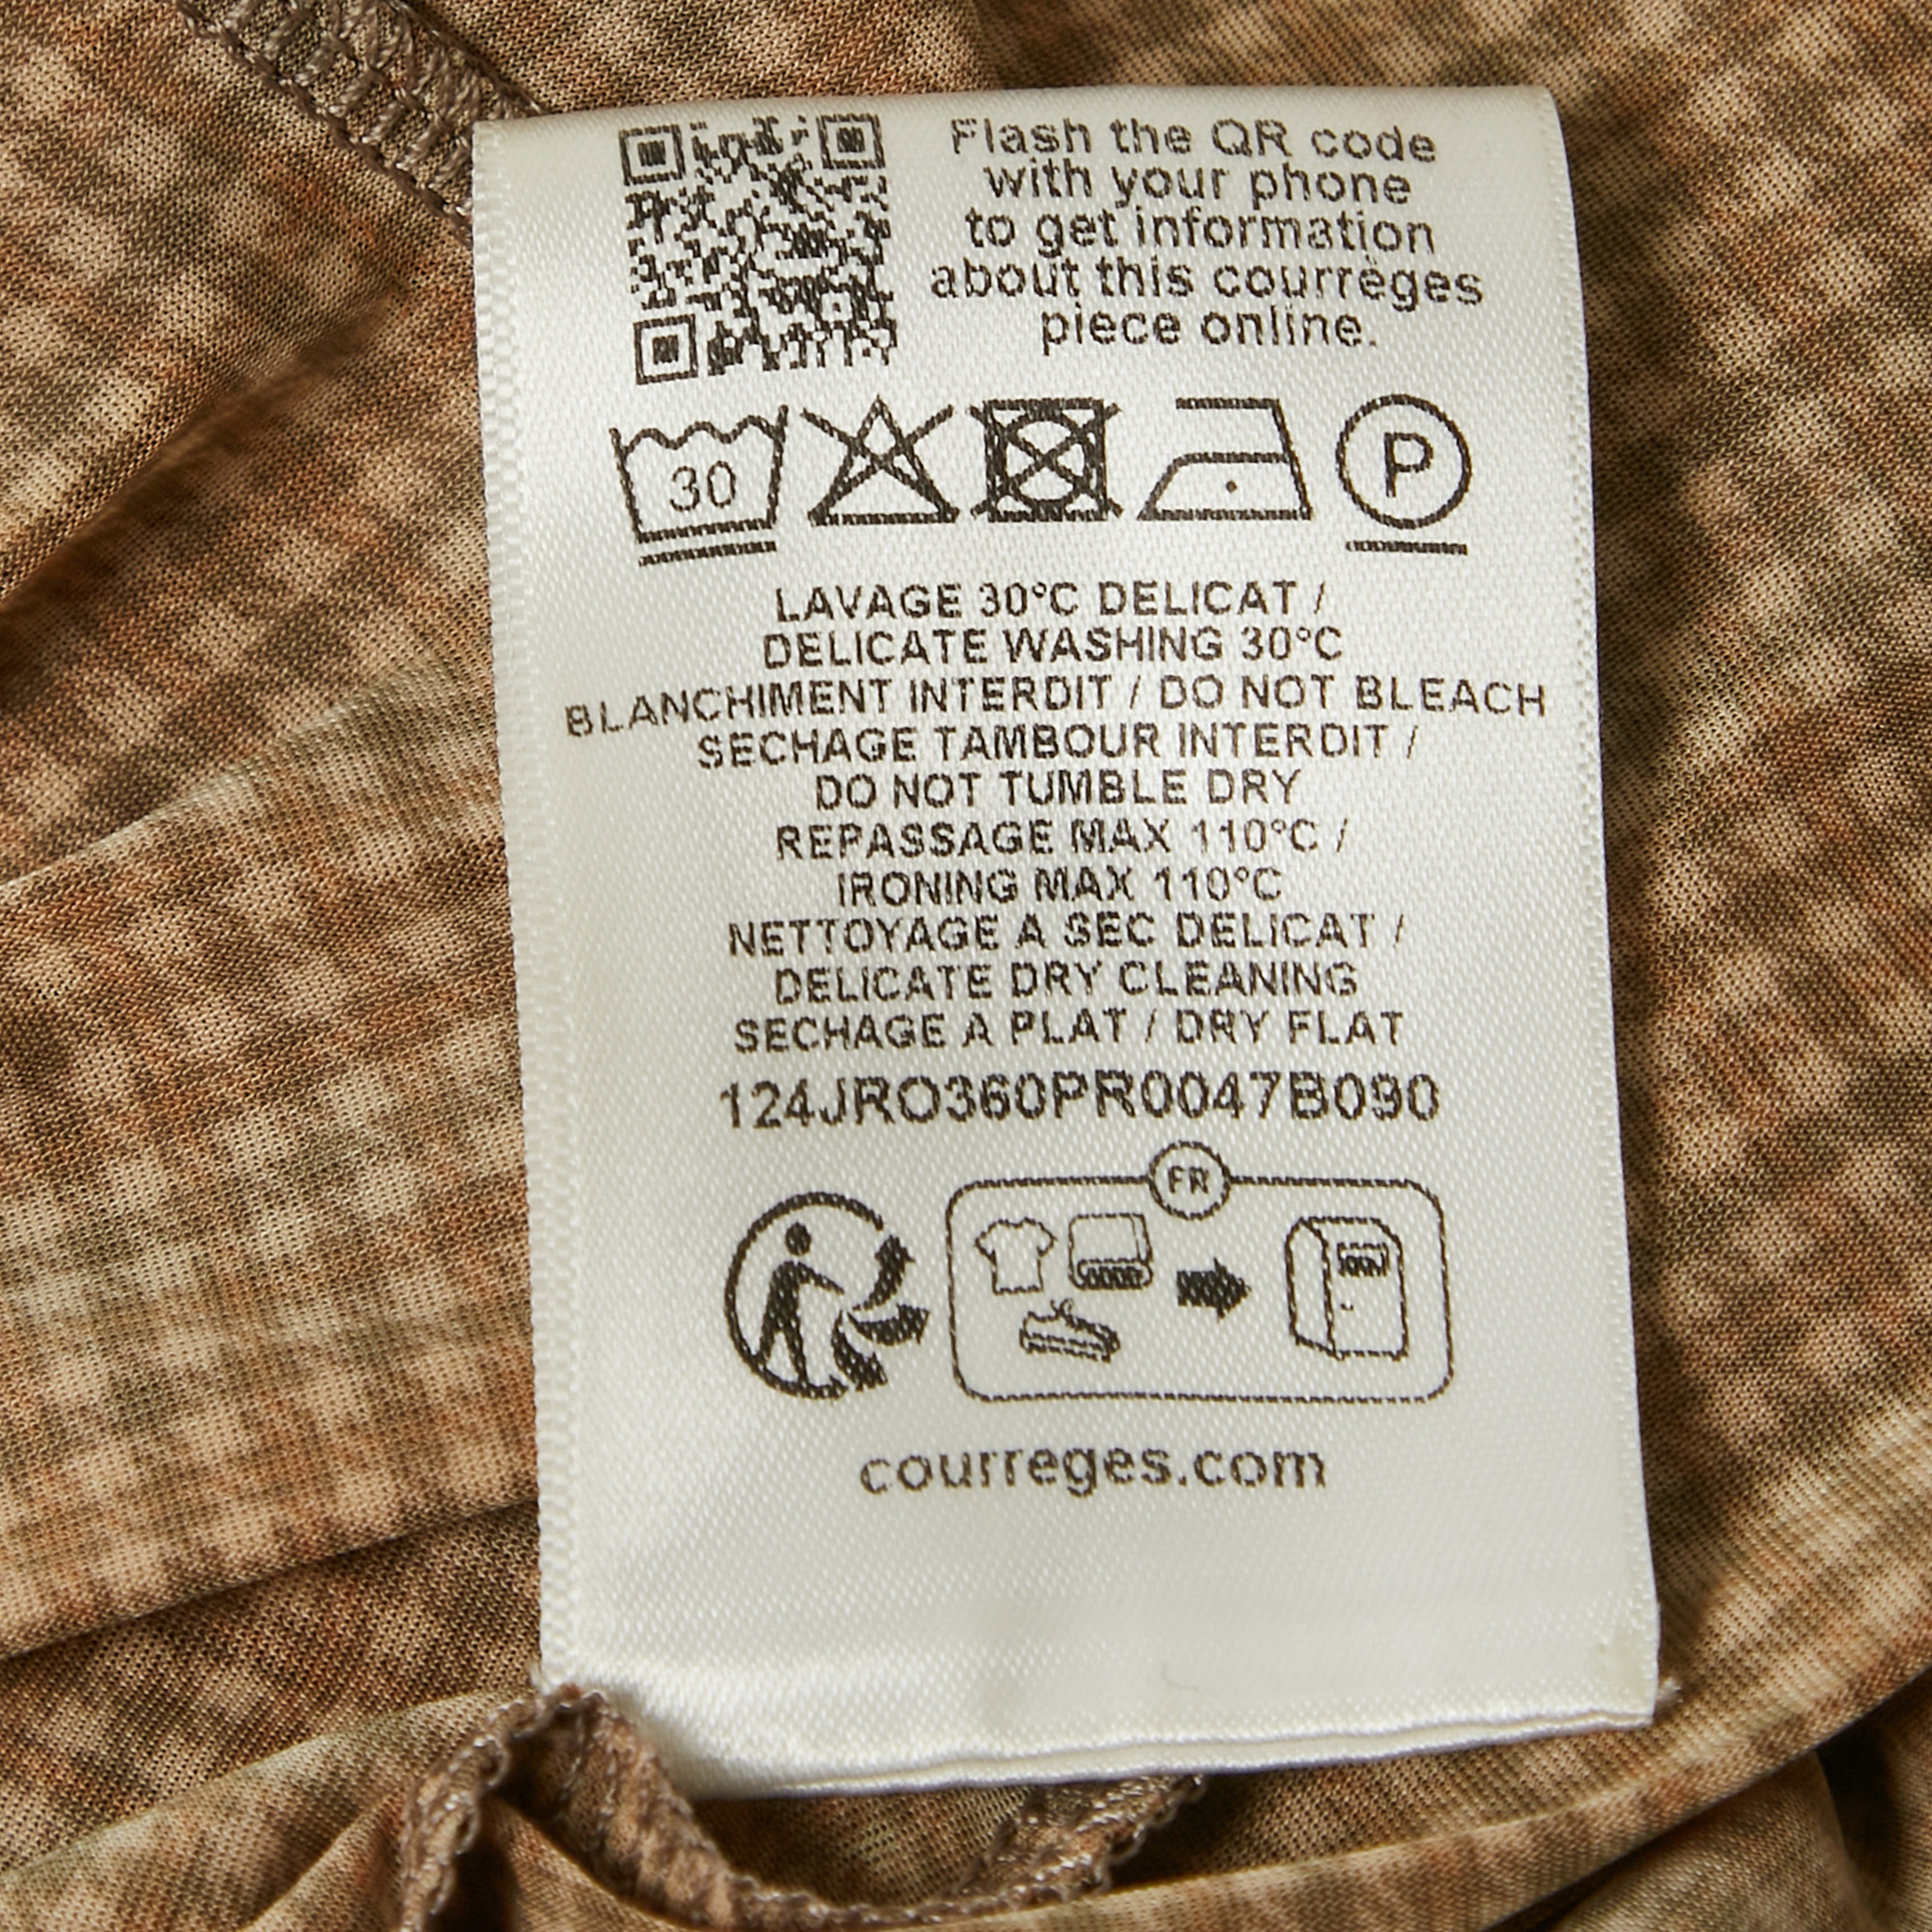 Flash the QR code
with your phone
to get information
about this courrèges
piece online.
30
P
LAVAGE 30°C DELICAT /
DELICATE WASHING 30°C
BLANCHIMENT INTERDIT / DO NOT BLEACH
SECHAGE TAMBOUR INTERDIT /
DO NOT TUMBLE DRY
REPASSAGE MAX 110°C /
IRONING MAX 110°C
NETTOYAGE A SEC DELICAT /
DELICATE DRY CLEANING
SECHAGE A PLAT / DRY FLAT
124JRO360PR0047B090
FR
courreges.com